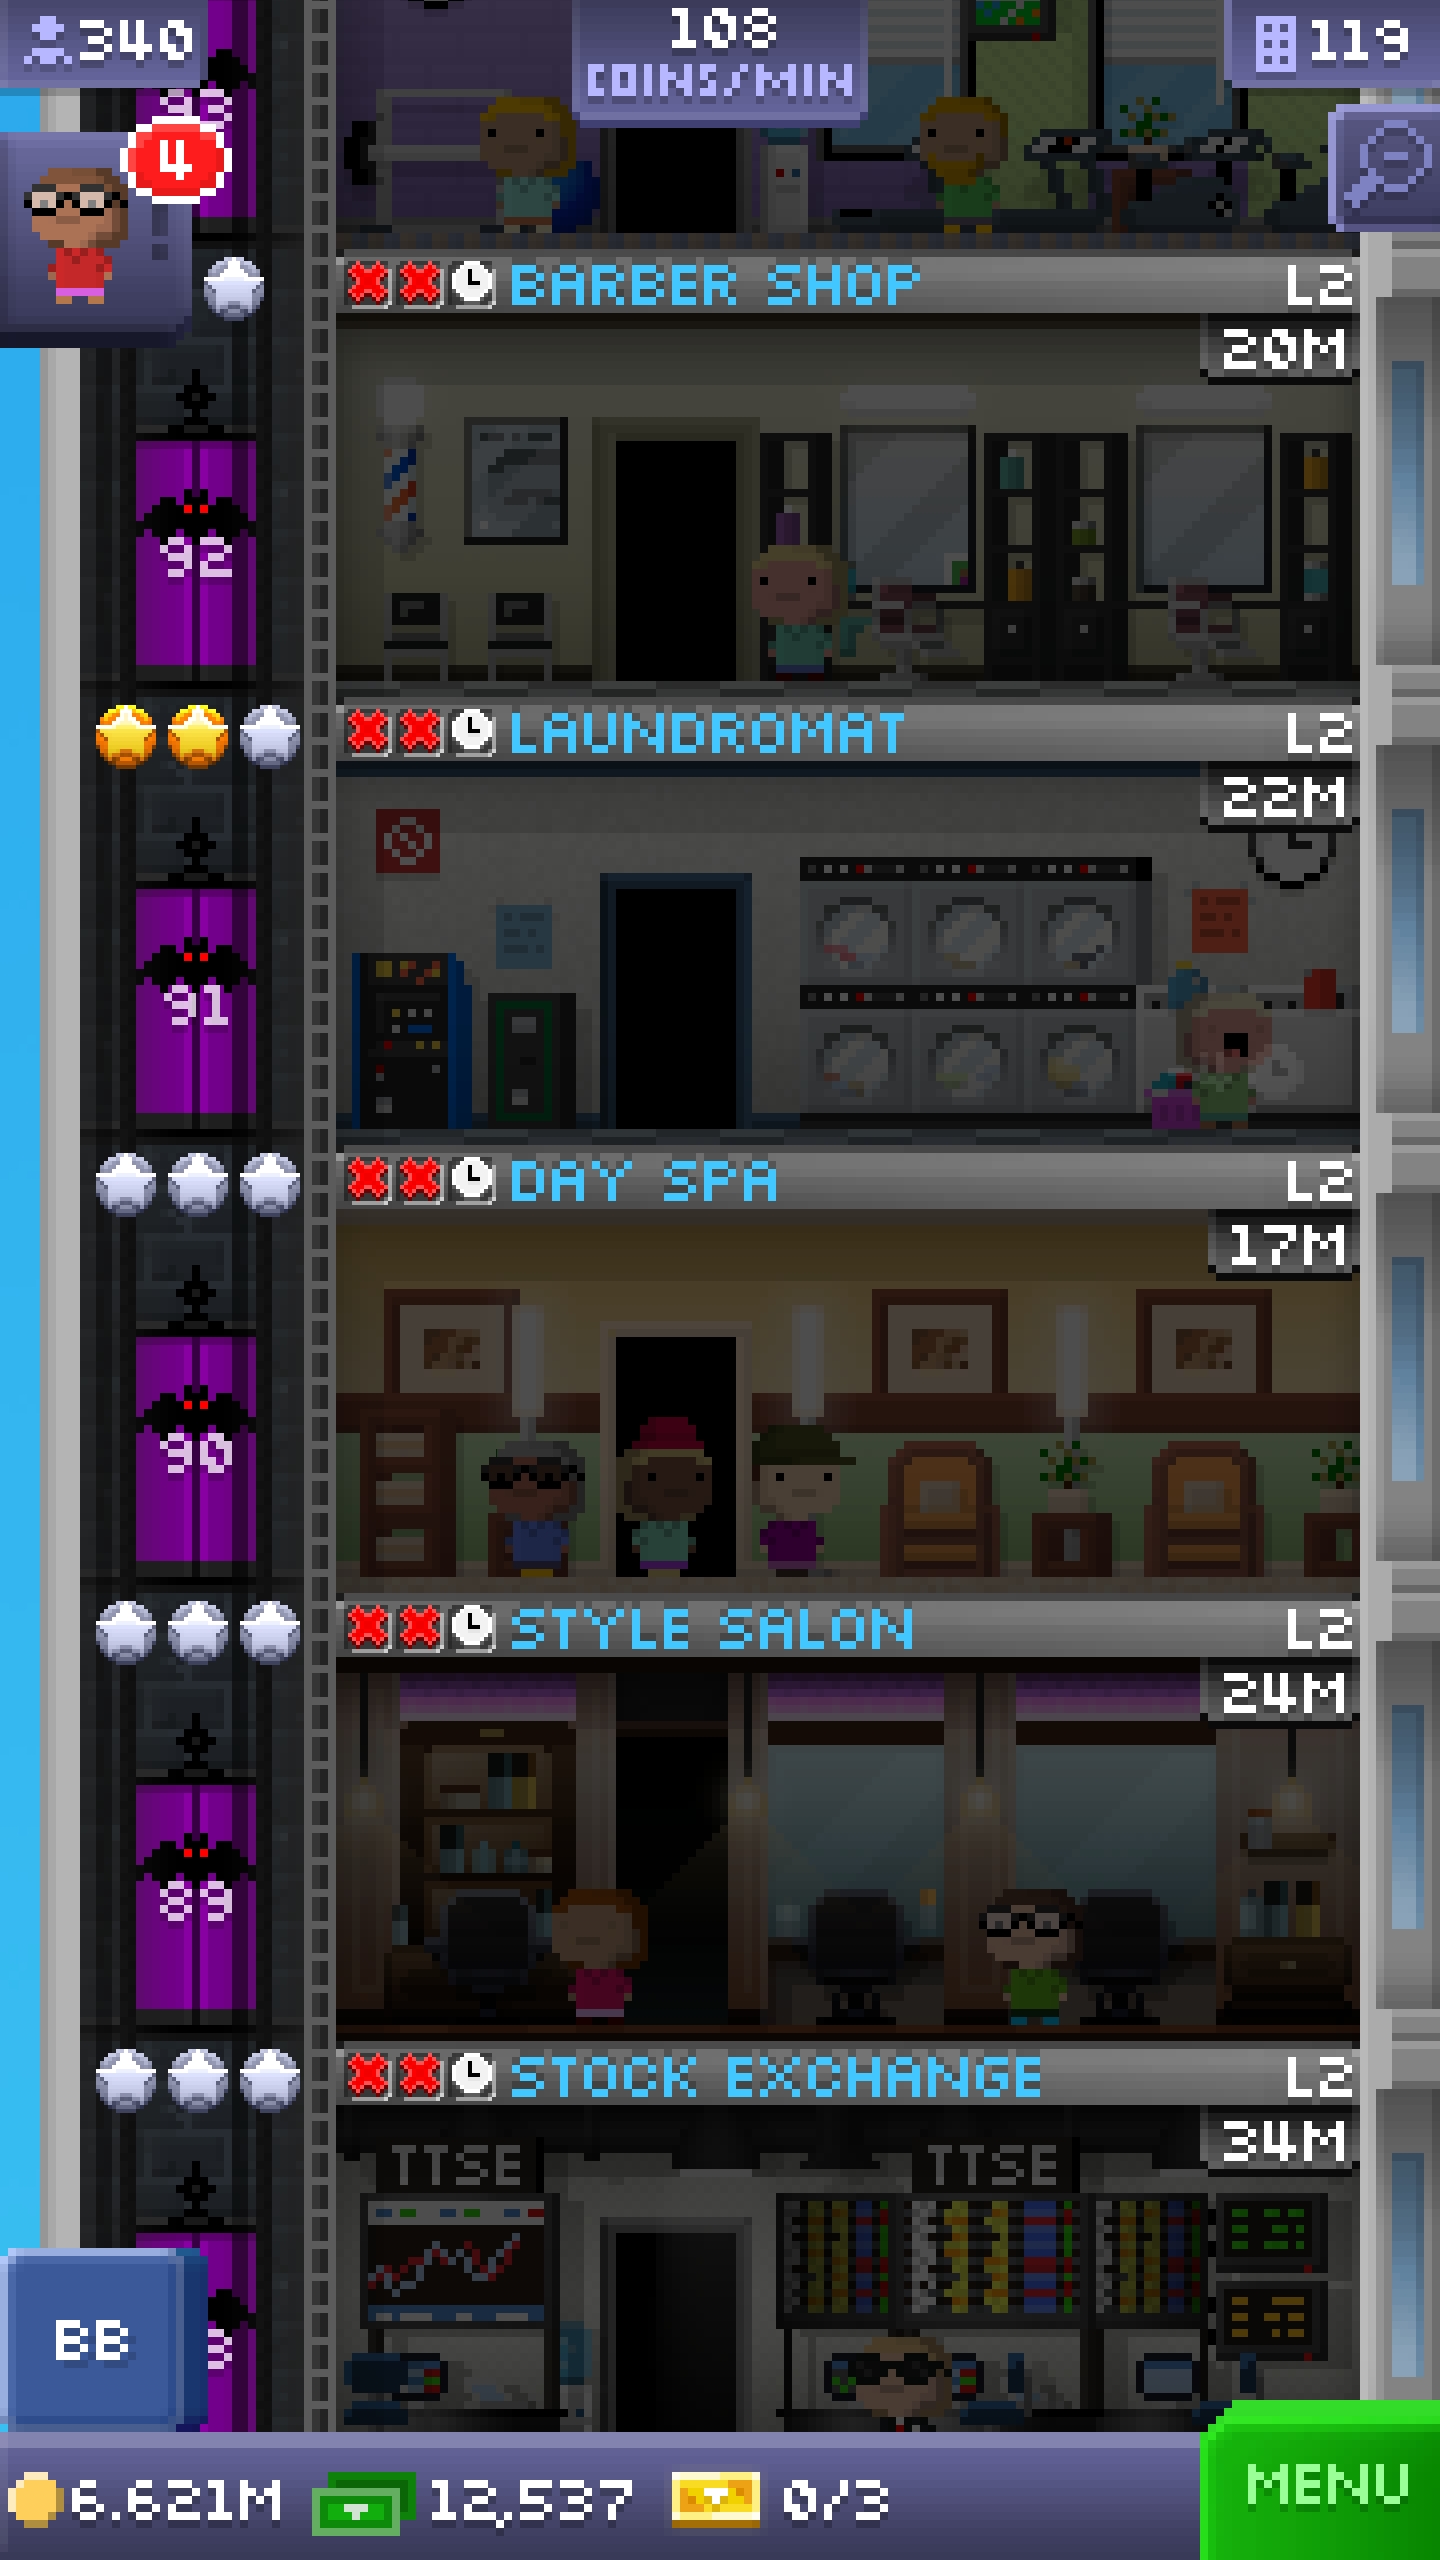 340
108
COINS/MIN
119
4
93
BARBER SHOP L2
20M
92
LAUNDROMAT L2
22M
91
DAY SPA L2
17M
90
STYLE SALON L2
24M
89
STOCK EXCHANGE L2
34M
TTSE TTSE
BB
6.621M 12,537 0/3 MENU